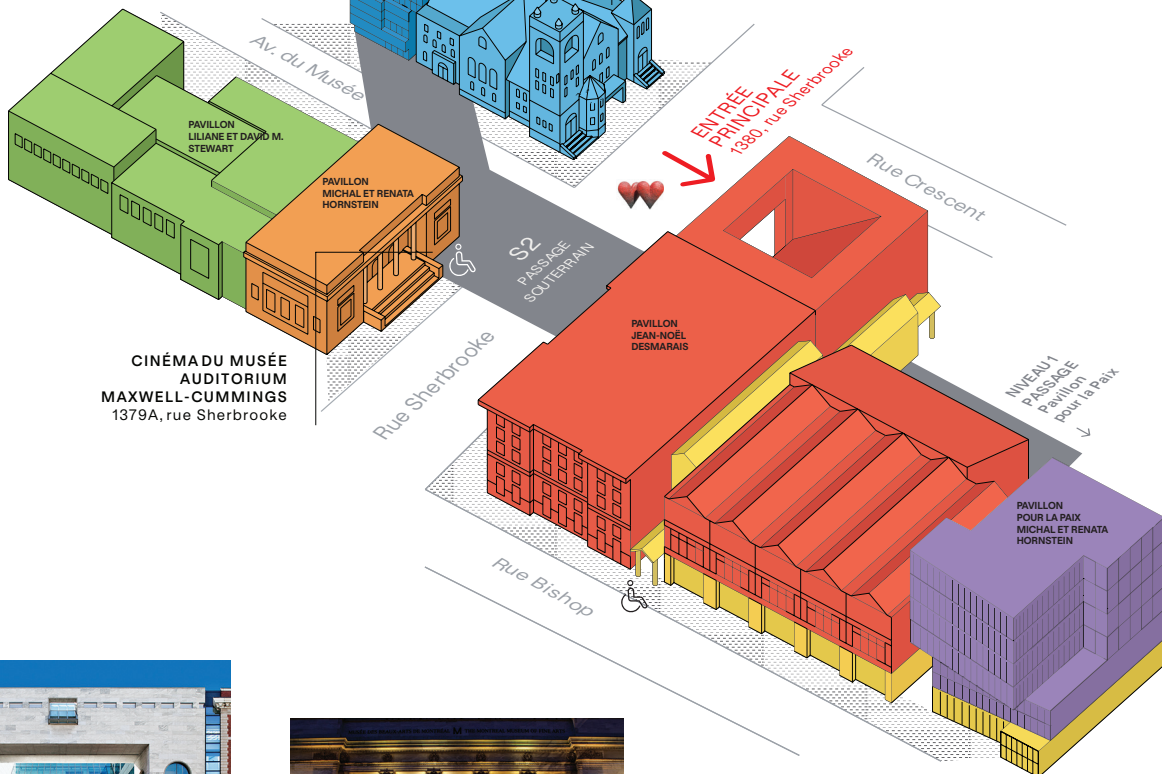 Av. du Musée
ENTRÉE
PRINCIPALE
1380, rue Sherbrooke
PAVILLON
LILIANE ET DAVID M.
STEWART
PAVILLON
MICHAL ET RENATA
HORNSTEIN
Rue Crescent
S2
PASSAGE
SOUTERRAIN
PAVILLON
JEAN-NOËL
DESMARAIS
CINÉMA DU MUSÉE
AUDITORIUM
MAXWELL-CUMMINGS
1379A, rue Sherbrooke
Rue Sherbrooke
NIVEAU 1
PASSAGE
Pavillon
pour la Paix
PAVILLON
POUR LA PAIX
MICHAL ET RENATA
HORNSTEIN
Rue Bishop